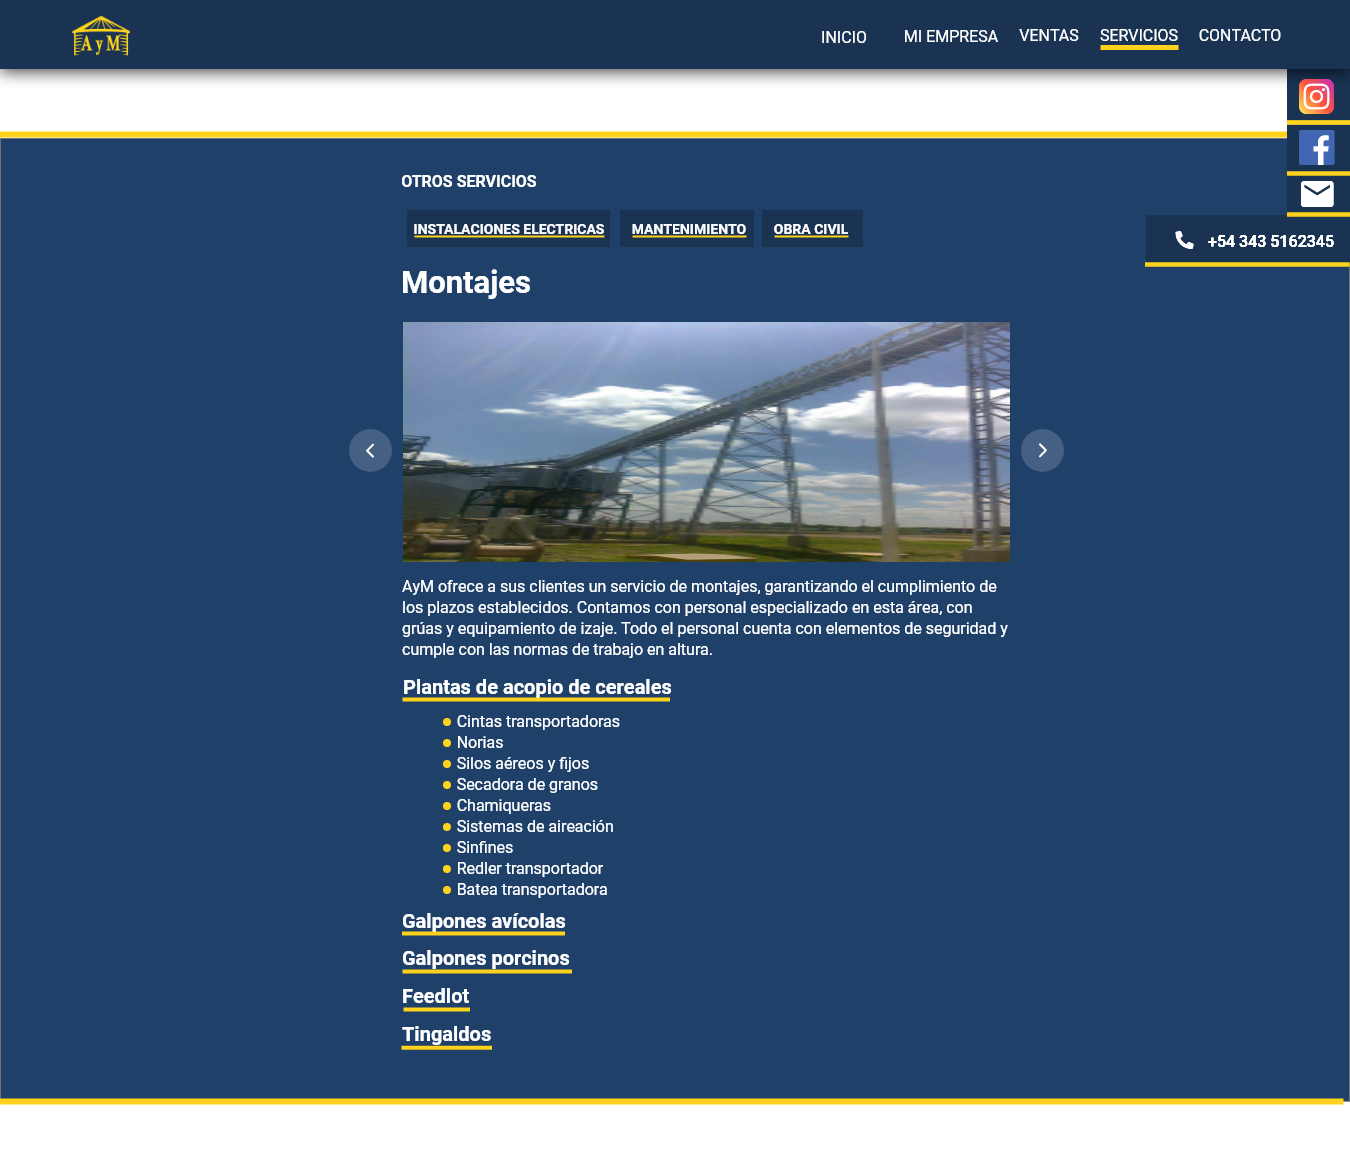 AyM
INICIO
MI EMPRESA
VENTAS
SERVICIOS
CONTACTO
OTROS SERVICIOS
INSTALACIONES ELECTRICAS
MANTENIMIENTO
OBRA CIVIL
+54 343 5162345
Montajes
AyM ofrece a sus clientes un servicio de montajes, garantizando el cumplimiento de
los plazos establecidos. Contamos con personal especializado en esta área, con
grúas y equipamiento de izaje. Todo el personal cuenta con elementos de seguridad y
cumple con las normas de trabajo en altura.
Plantas de acopio de cereales
Cintas transportadoras
Norias
Silos aéreos y fijos
Secadora de granos
Chamiqueras
Sistemas de aireación
Sinfines
Redler transportador
Batea transportadora
Galpones avícolas
Galpones porcinos
Feedlot
Tingaldos